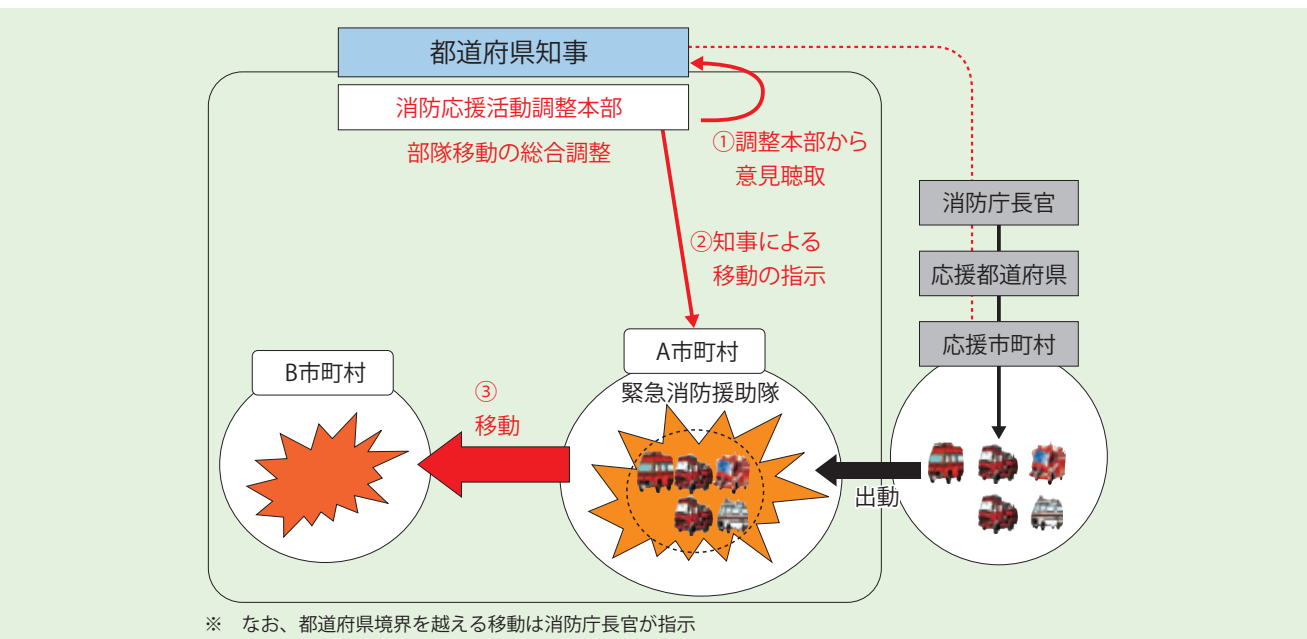 都道府県知事
消防応援活動調整本部
部隊移動の総合調整
①調整本部から
意見聴取
消防庁長官
②知事による
移動の指示
応援都道府県
応援市町村
A市町村
B市町村
緊急消防援助隊
③
移動
出動
※　なお、都道府県境界を越える移動は消防庁長官が指示